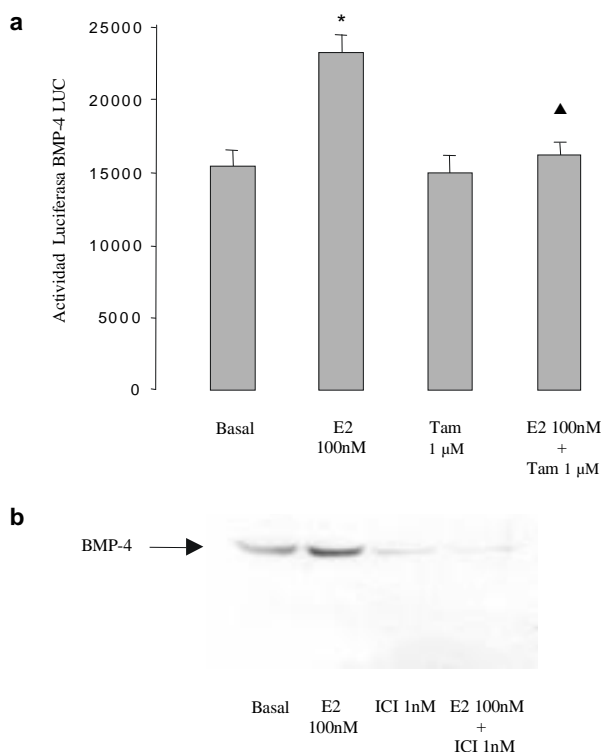 a
Actividad Luciferasa BMP-4 LUC
25000
20000
15000
10000
5000
0
*
▲
Basal
E2
100nM
Tam
1 µM
E2 100nM
+
Tam 1 µM
b
BMP-4
Basal
E2
100nM
ICI 1nM
E2 100nM
+
ICI 1nM